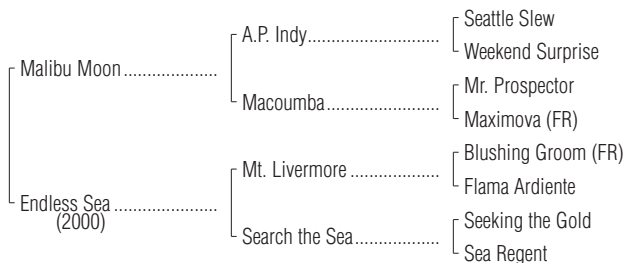 Seattle Slew
A.P. Indy
Weekend Surprise
Malibu Moon
Mr. Prospector
Macoumba
Maximova (FR)
Blushing Groom (FR)
Mt. Livermore
Flama Ardiente
Endless Sea
(2000)
Seeking the Gold
Search the Sea
Sea Regent